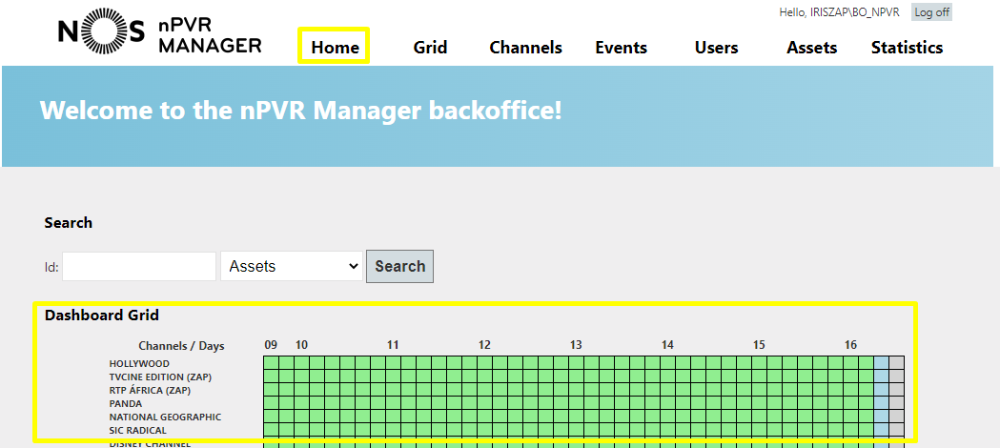 Hello, IRISZAP\BO_NPVR Log off
NOS nPVR MANAGER
Home Grid Channels Events Users Assets Statistics
Welcome to the nPVR Manager backoffice!
Search
Id: Assets Search
Dashboard Grid
Channels / Days 09 10 11 12 13 14 15 16
HOLLYWOOD
TVCINE EDITION (ZAP)
RTP ÁFRICA (ZAP)
PANDA
NATIONAL GEOGRAPHIC
SIC RADICAL
DISNEY CHANNEL